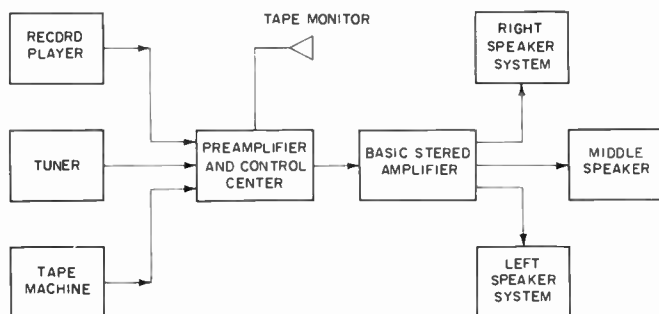 TAPE MONITOR
RECORD
PLAYER
RIGHT
SPEAKER
SYSTEM
TUNER
PREAMPLIFIER
AND CONTROL
CENTER
BASIC STEREO
AMPLIFIER
MIDDLE
SPEAKER
TAPE
MACHINE
LEFT
SPEAKER
SYSTEM